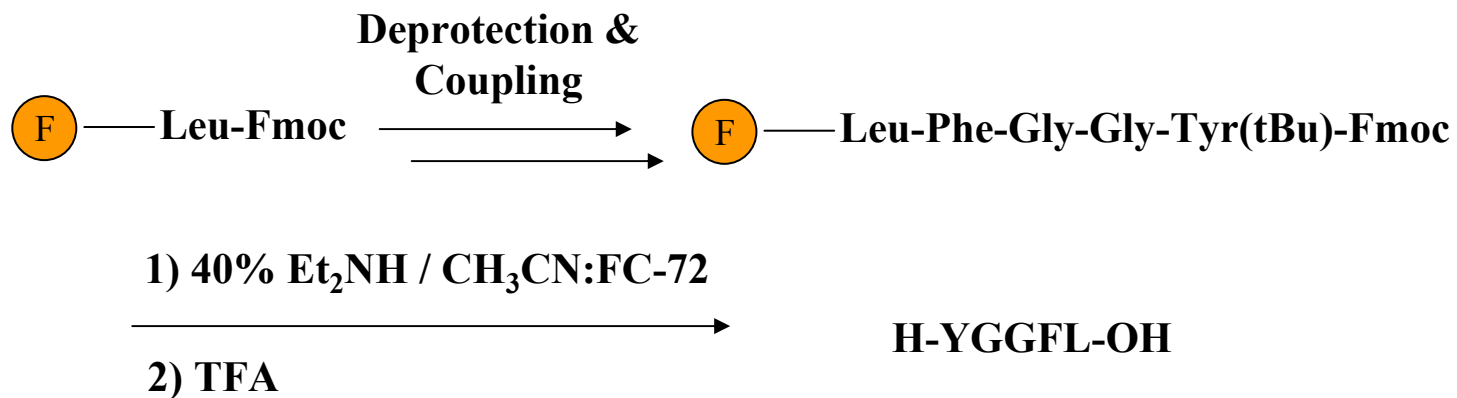 Deprotection &
Coupling
F Leu-Fmoc
F Leu-Phe-Gly-Gly-Tyr(tBu)-Fmoc
1) 40% Et₂NH / CH₃CN:FC-72
H-YGGFL-OH
2) TFA